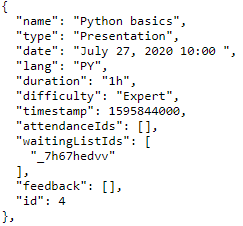 {
"name": "Python basics",
"type": "Presentation",
"date": "July 27, 2020 10:00 ",
"lang": "PY",
"duration": "1h",
"difficulty": "Expert",
"timestamp": 1595844000,
"attendanceIds": [],
"waitingListIds": [
"_7h67hedvv"
],
"feedback": [],
"id": 4
},